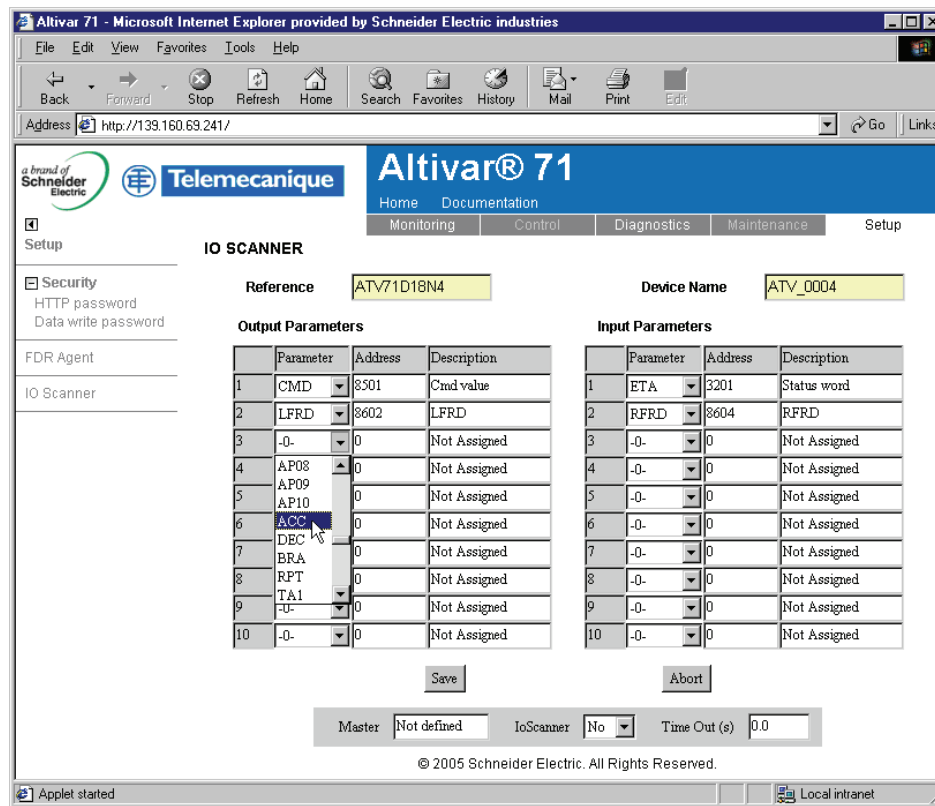 Altivar 71 - Microsoft Internet Explorer provided by Schneider Electric industries
File Edit View Favorites Tools Help
Back Forward Stop Refresh Home Search Favorites History Mail Print Edit
Address http://139.160.69.241/ Go Links
a brand of
Schneider
Electric
Telemecanique
Altivar® 71
Home Documentation
Monitoring Control Diagnostics Maintenance Setup
Setup
Security
HTTP password
Data write password
FDR Agent
IO Scanner
IO SCANNER
Reference ATV71D18N4 Device Name ATV_0004
Output Parameters
Parameter Address Description
1 CMD 8501 Cmd value
2 LFRD 8602 LFRD
3 -0- 0 Not Assigned
4 0 Not Assigned
5 0 Not Assigned
6 0 Not Assigned
7 0 Not Assigned
8 0 Not Assigned
9 -0- 0 Not Assigned
10 -0- 0 Not Assigned
AP08
AP09
AP10
ACC
DEC
BRA
RPT
TA1
Input Parameters
Parameter Address Description
1 ETA 3201 Status word
2 RFRD 8604 RFRD
3 -0- 0 Not Assigned
4 -0- 0 Not Assigned
5 -0- 0 Not Assigned
6 -0- 0 Not Assigned
7 -0- 0 Not Assigned
8 -0- 0 Not Assigned
9 -0- 0 Not Assigned
10 -0- 0 Not Assigned
Save Abort
Master Not defined IoScanner No Time Out (s) 0.0
© 2005 Schneider Electric. All Rights Reserved.
Applet started Local intranet